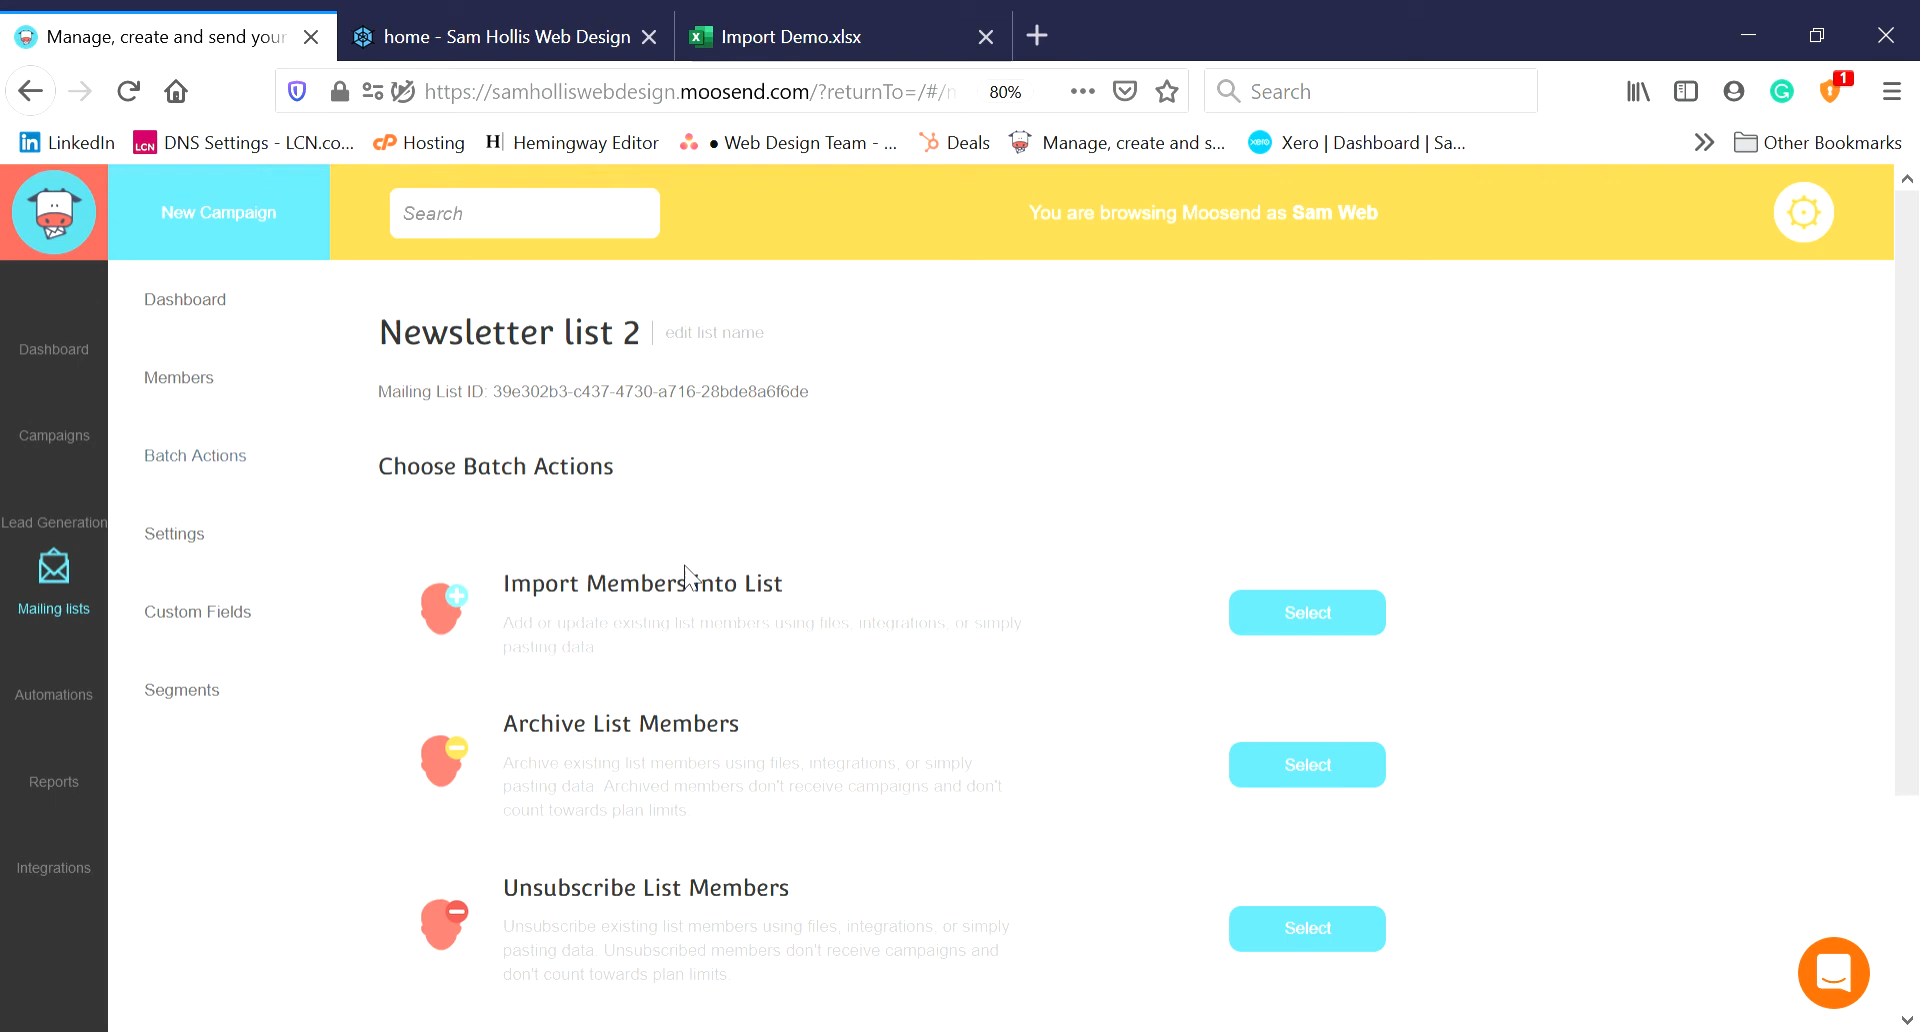 Manage, create and send your
home - Sam Hollis Web Design
Import Demo.xlsx
https://samholliswebdesign.moosend.com/?returnTo=/#/
80%
Search
1
LinkedIn
DNS Settings - LCN.co...
Hosting
Hemingway Editor
● Web Design Team - ...
Deals
Manage, create and s...
Xero | Dashboard | Sa...
Other Bookmarks
New Campaign
Search
You are browsing Moosend as Sam Web
Dashboard
Campaigns
Lead Generation
Mailing lists
Automations
Reports
Integrations
Dashboard
Members
Batch Actions
Settings
Custom Fields
Segments
Newsletter list 2
edit list name
Mailing List ID: 39e302b3-c437-4730-a716-28bde8a6f6de
Choose Batch Actions
Import Members into List
Add or update existing list members using files, integrations, or simply
pasting data
Select
Archive List Members
Archive existing list members using files, integrations, or simply
pasting data. Archived members don't receive campaigns and don't
count towards plan limits
Select
Unsubscribe List Members
Unsubscribe existing list members using files, integrations, or simply
pasting data. Unsubscribed members don't receive campaigns and
don't count towards plan limits.
Select